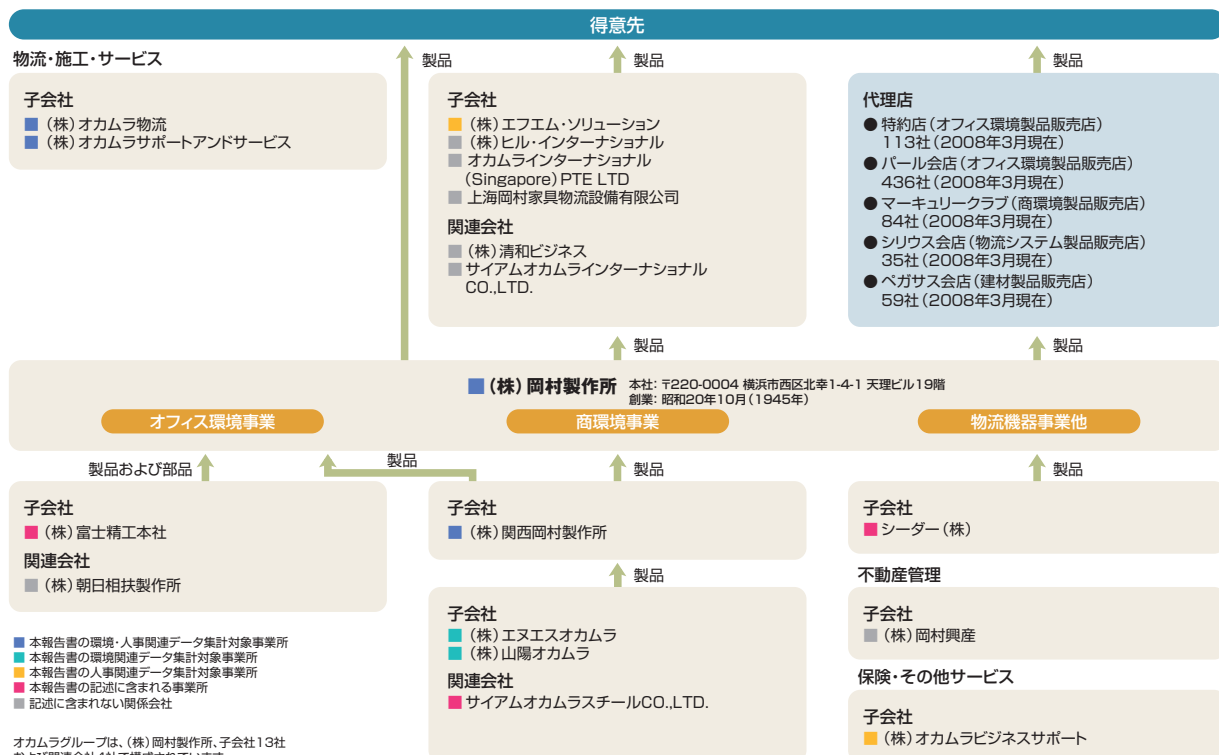 得意先
物流・施工・サービス
子会社
(株)オカムラ物流
(株)オカムラサポートアンドサービス
製品
製品
子会社
(株)エフエム・ソリューション
(株)ヒル・インターナショナル
オカムラインターナショナル
(Singapore) PTE LTD
上海岡村家具物流設備有限公司
関連会社
(株)清和ビジネス
サイアムオカムラインターナショナル
CO.,LTD.
製品
代理店
● 特約店(オフィス環境製品販売店)
113社(2008年3月現在)
● パール会店(オフィス環境製品販売店)
436社(2008年3月現在)
● マーキュリークラブ(商環境製品販売店)
84社(2008年3月現在)
● シリウス会店(物流システム製品販売店)
35社(2008年3月現在)
● ペガサス会店(建材製品販売店)
59社(2008年3月現在)
製品
製品
(株)岡村製作所
本社: 〒220-0004 横浜市西区北幸1-4-1 天理ビル19階
創業: 昭和20年10月(1945年)
オフィス環境事業
商環境事業
物流機器事業他
製品および部品
製品
製品
製品
子会社
(株)富士精工本社
関連会社
(株)朝日相扶製作所
子会社
(株)関西岡村製作所
製品
子会社
(株)エヌエスオカムラ
(株)山陽オカムラ
関連会社
サイアムオカムラスチールCO.,LTD.
子会社
シーダー(株)
不動産管理
子会社
(株)岡村興産
保険・その他サービス
子会社
(株)オカムラビジネスサポート
本報告書の環境・人事関連データ集計対象事業所
本報告書の環境関連データ集計対象事業所
本報告書の人事関連データ集計対象事業所
本報告書の記述に含まれる事業所
記述に含まれない関係会社
オカムラグループは、(株)岡村製作所、子会社13社
および関連会社4社で構成されています